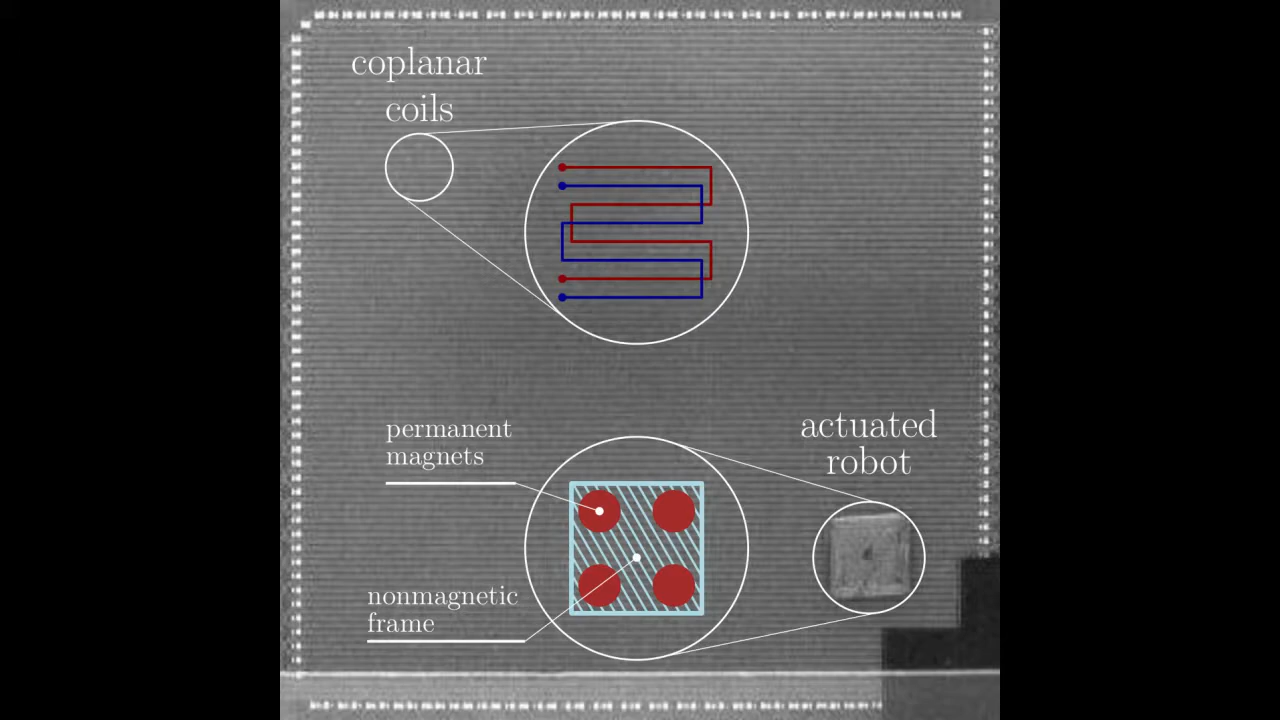 coplanar
coils
permanent
magnets
actuated
robot
nonmagnetic
frame